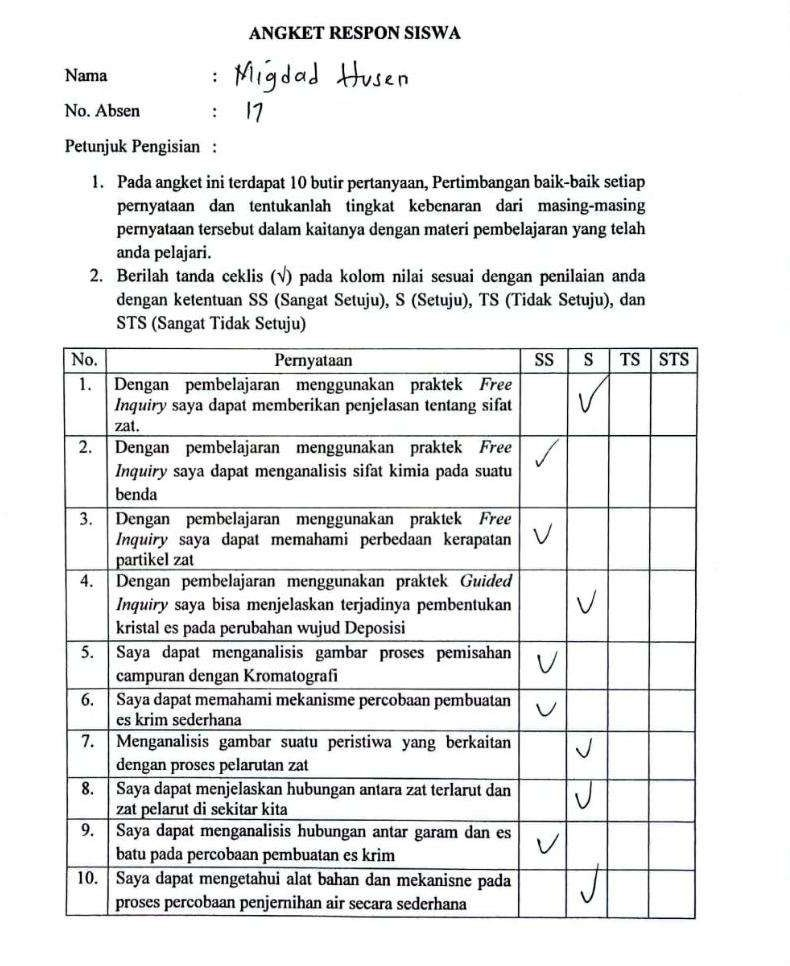 ANGKET RESPON SISWA
Nama : Migdad Husen
No. Absen : 17
Petunjuk Pengisian :
1. Pada angket ini terdapat 10 butir pertanyaan, Pertimbangan baik-baik setiap
pernyataan dan tentukanlah tingkat kebenaran dari masing-masing
pernyataan tersebut dalam kaitanya dengan materi pembelajaran yang telah
anda pelajari.
2. Berilah tanda ceklis (√) pada kolom nilai sesuai dengan penilaian anda
dengan ketentuan SS (Sangat Setuju), S (Setuju), TS (Tidak Setuju), dan
STS (Sangat Tidak Setuju)
No. Pernyataan SS S TS STS
1. Dengan pembelajaran menggunakan praktek Free
Inquiry saya dapat memberikan penjelasan tentang sifat √
zat.
2. Dengan pembelajaran menggunakan praktek Free
Inquiry saya dapat menganalisis sifat kimia pada suatu √
benda
3. Dengan pembelajaran menggunakan praktek Free
Inquiry saya dapat memahami perbedaan kerapatan √
partikel zat
4. Dengan pembelajaran menggunakan praktek Guided
Inquiry saya bisa menjelaskan terjadinya pembentukan √
kristal es pada perubahan wujud Deposisi
5. Saya dapat menganalisis gambar proses pemisahan √
campuran dengan Kromatografi
6. Saya dapat memahami mekanisme percobaan pembuatan √
es krim sederhana
7. Menganalisis gambar suatu peristiwa yang berkaitan √
dengan proses pelarutan zat
8. Saya dapat menjelaskan hubungan antara zat terlarut dan √
zat pelarut di sekitar kita
9. Saya dapat menganalisis hubungan antar garam dan es √
batu pada percobaan pembuatan es krim
10. Saya dapat mengetahui alat bahan dan mekanisne pada √
proses percobaan penjernihan air secara sederhana